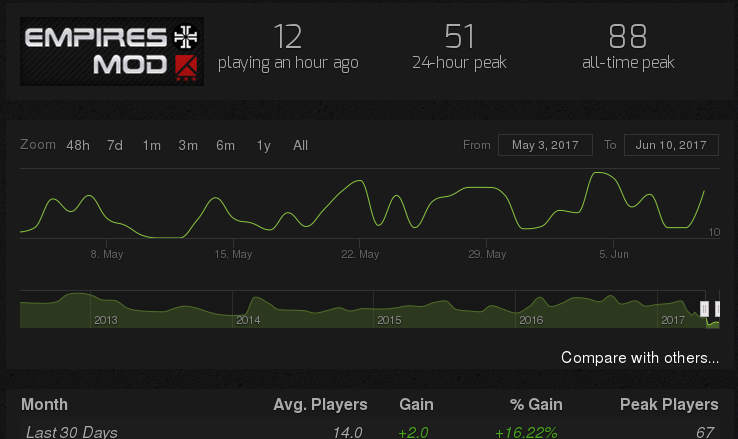 EMPIRES
MOD
12
playing an hour ago
51
24-hour peak
88
all-time peak
Zoom 48h 7d 1m 3m 6m 1y All From May 3, 2017 To Jun 10, 2017
10
8. May 15. May 22. May 29. May 5. Jun
2013 2014 2015 2016 2017
Compare with others...
Month Avg. Players Gain % Gain Peak Players
Last 30 Days 14.0 +2.0 +16.22% 67